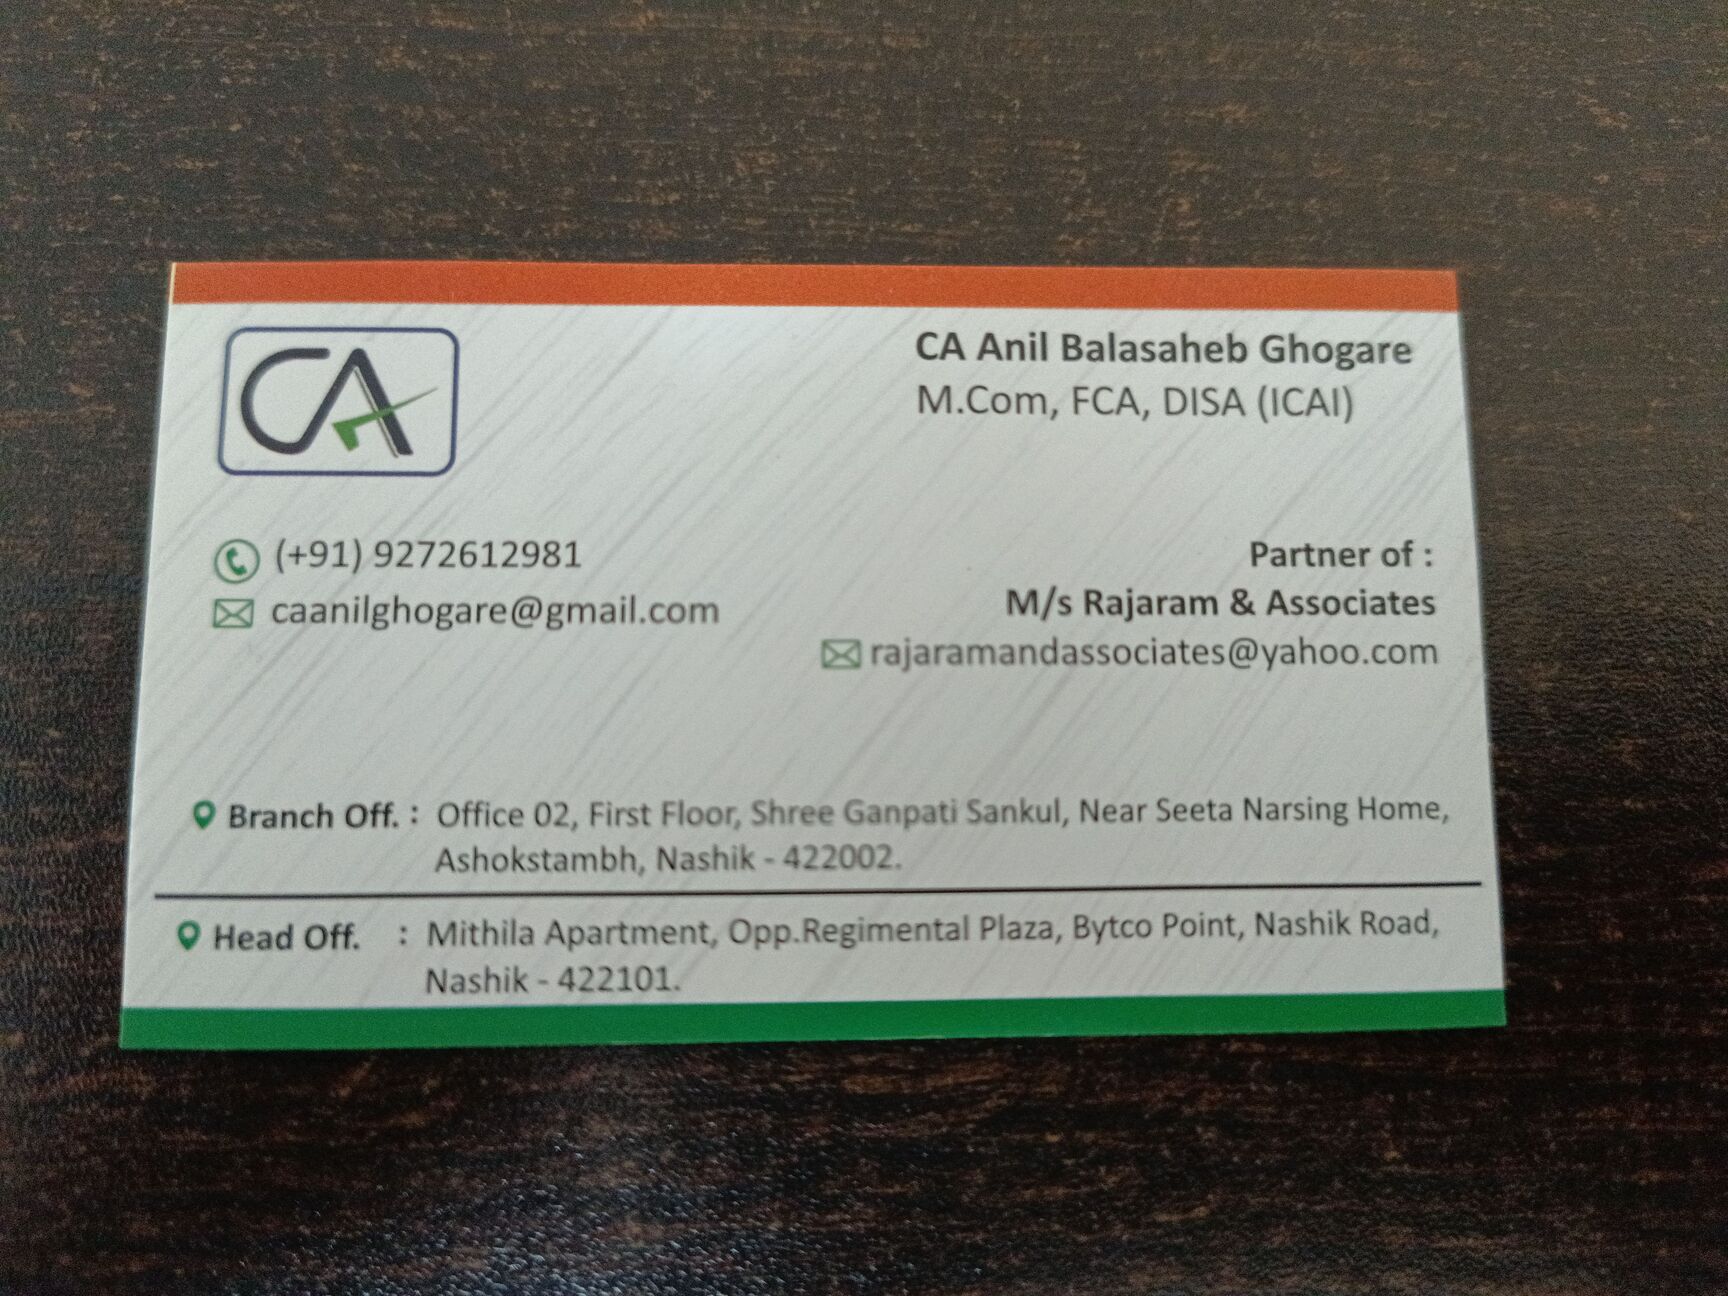 CA
CA Anil Balasaheb Ghogare
M.Com, FCA, DISA (ICAI)
(+91) 9272612981
caanilghogare@gmail.com
Partner of :
M/s Rajaram & Associates
rajaramandassociates@yahoo.com
Branch Off. : Office 02, First Floor, Shree Ganpati Sankul, Near Seeta Narsing Home,
Ashokstambh, Nashik - 422002.
Head Off. : Mithila Apartment, Opp.Regimental Plaza, Bytco Point, Nashik Road,
Nashik - 422101.